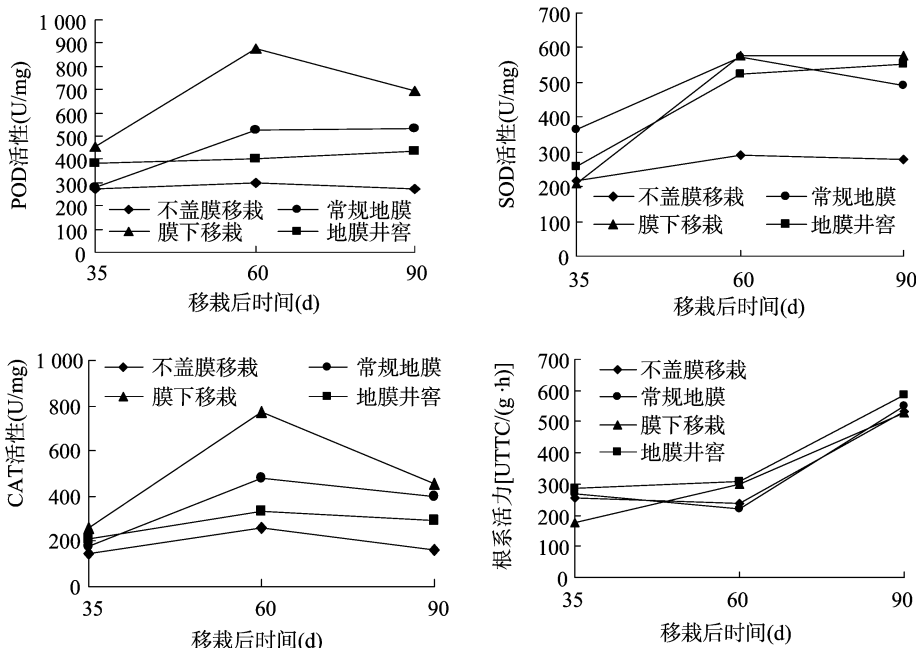 POD活性(U/mg)
1 000
900
800
700
600
500
400
300
200
100
0
不盖膜移栽 常规地膜
膜下移栽 地膜井窖
35 60 90
移栽后时间(d)
SOD活性(U/mg)
700
600
500
400
300
200
100
0
不盖膜移栽 常规地膜
膜下移栽 地膜井窖
35 60 90
移栽后时间(d)
CAT活性(U/mg)
1 000
800
600
400
200
0
不盖膜移栽 常规地膜
膜下移栽 地膜井窖
35 60 90
移栽后时间(d)
根系活力[UTTC/(g·h)]
700
600
500
400
300
200
100
0
不盖膜移栽
常规地膜
膜下移栽
地膜井窖
35 60 90
移栽后时间(d)